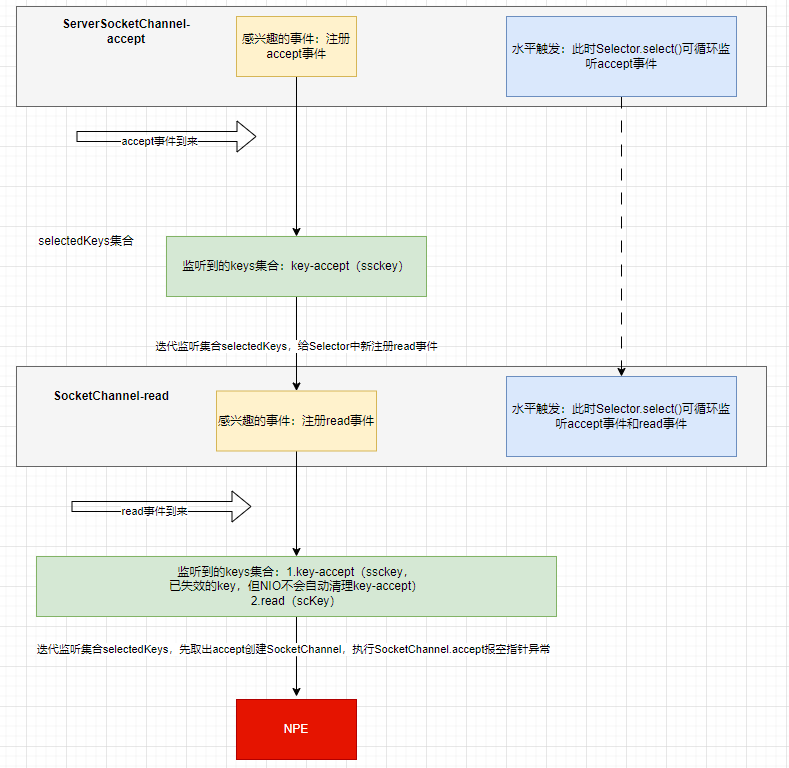 ServerSocketChannel-
accept
感兴趣的事件：注册
accept事件
水平触发：此时Selector.select()可循环监
听accept事件
accept事件到来
selectedKeys集合
监听到的keys集合：key-accept（ssckey）
迭代监听集合selectedKeys，给Selector中新注册read事件
SocketChannel-read
感兴趣的事件：注册read事件
水平触发：此时Selector.select()可循环监
听accept事件和read事件
read事件到来
监听到的keys集合：1.key-accept（ssckey，
已失效的key，但NIO不会自动清理key-accept）
2.read（scKey）
迭代监听集合selectedKeys，先取出accept创建SocketChannel，执行SocketChannel.accept报空指针异常
NPE